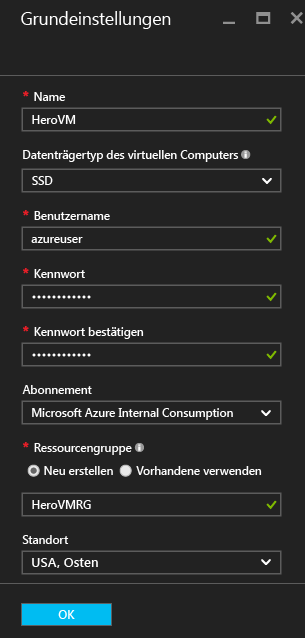 Grundeinstellungen
* Name
HeroVM
Datenträgertyp des virtuellen Computers
SSD
* Benutzername
azureuser
* Kennwort
••••••••••••
* Kennwort bestätigen
••••••••••••
Abonnement
Microsoft Azure Internal Consumption
* Ressourcengruppe
Neu erstellen Vorhandene verwenden
HeroVMRG
Standort
USA, Osten
OK